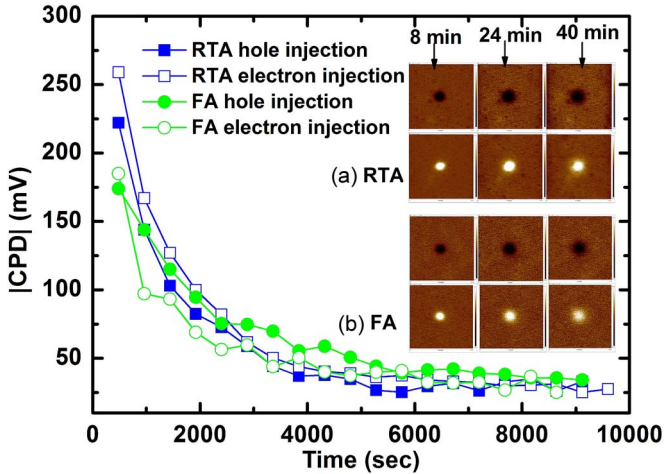 300
250
200
150
100
50
|CPD| (mV)
RTA hole injection
RTA electron injection
FA hole injection
FA electron injection
8 min 24 min 40 min
(a) RTA
(b) FA
0 2000 4000 6000 8000 10000
Time (sec)